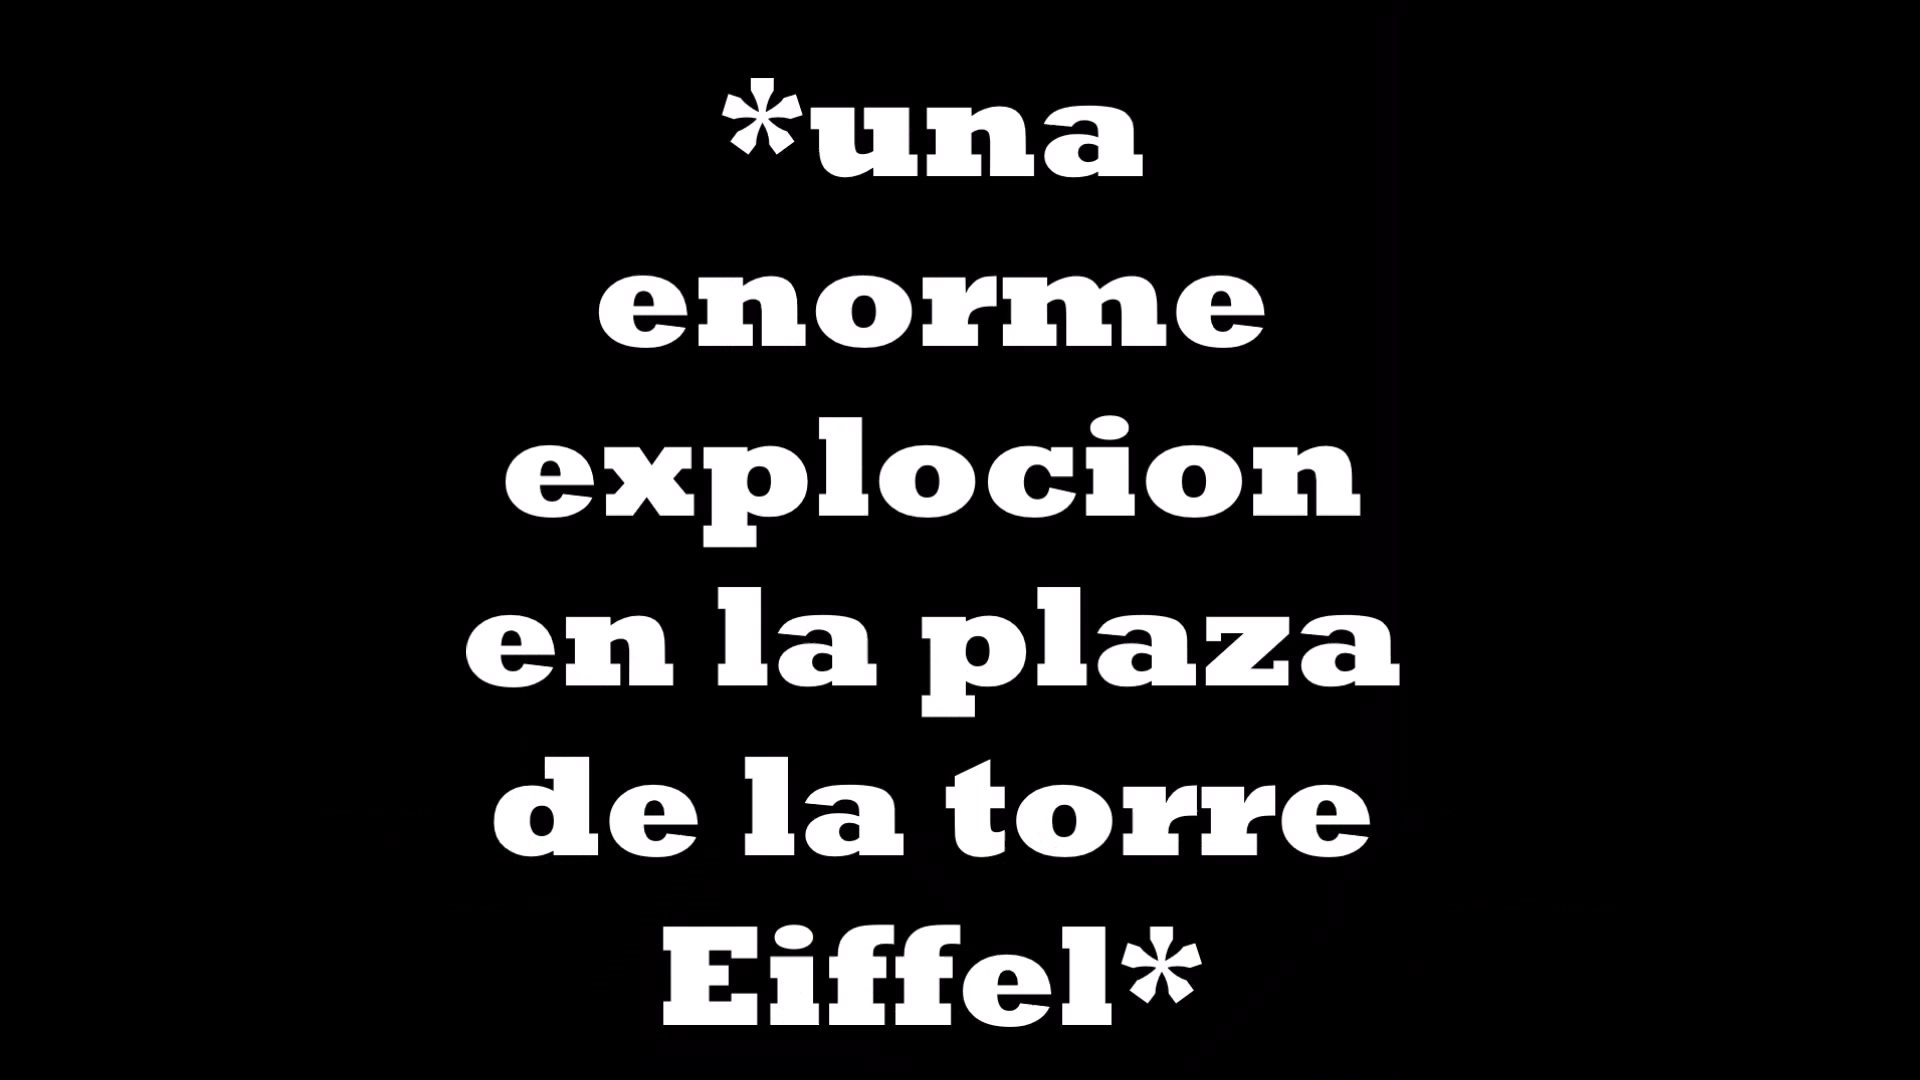 *una
enorme
explocion
en la plaza
de la torre
Eiffel*